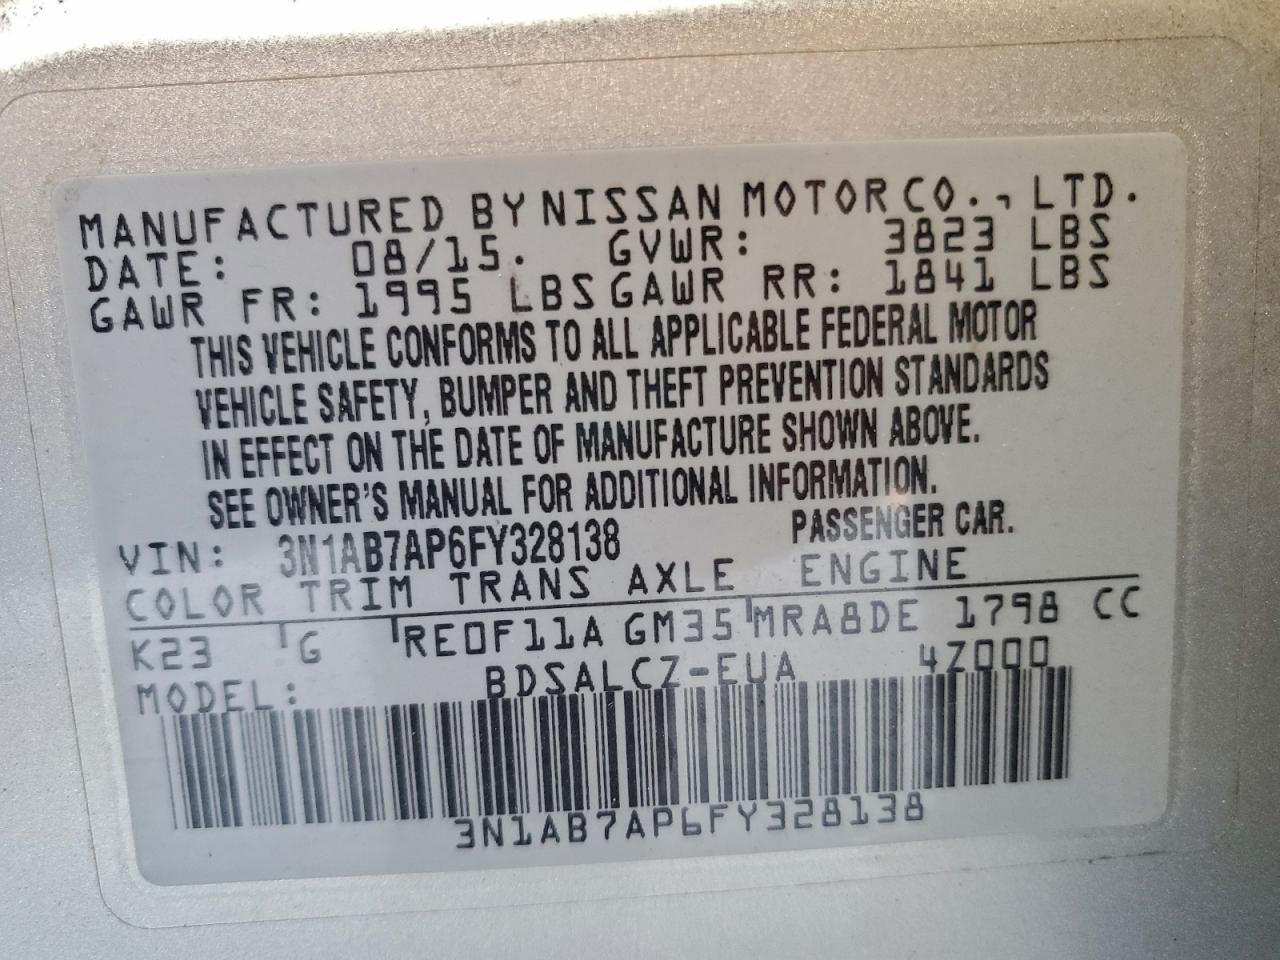 MANUFACTURED BY NISSAN MOTOR CO., LTD.
DATE: 08/15. GVWR: 3823 LBS
GAWR FR: 1995 LBS GAWR RR: 1841 LBS
THIS VEHICLE CONFORMS TO ALL APPLICABLE FEDERAL MOTOR
VEHICLE SAFETY, BUMPER AND THEFT PREVENTION STANDARDS
IN EFFECT ON THE DATE OF MANUFACTURE SHOWN ABOVE.
SEE OWNER'S MANUAL FOR ADDITIONAL INFORMATION.
VIN: 3N1AB7AP6FY328138 PASSENGER CAR.
COLOR TRIM TRANS AXLE ENGINE
K23 G RE0F11A GM35 MRA8DE 1798 CC
MODEL: BDSALCZ-EUA 4Z000
3N1AB7AP6FY328138